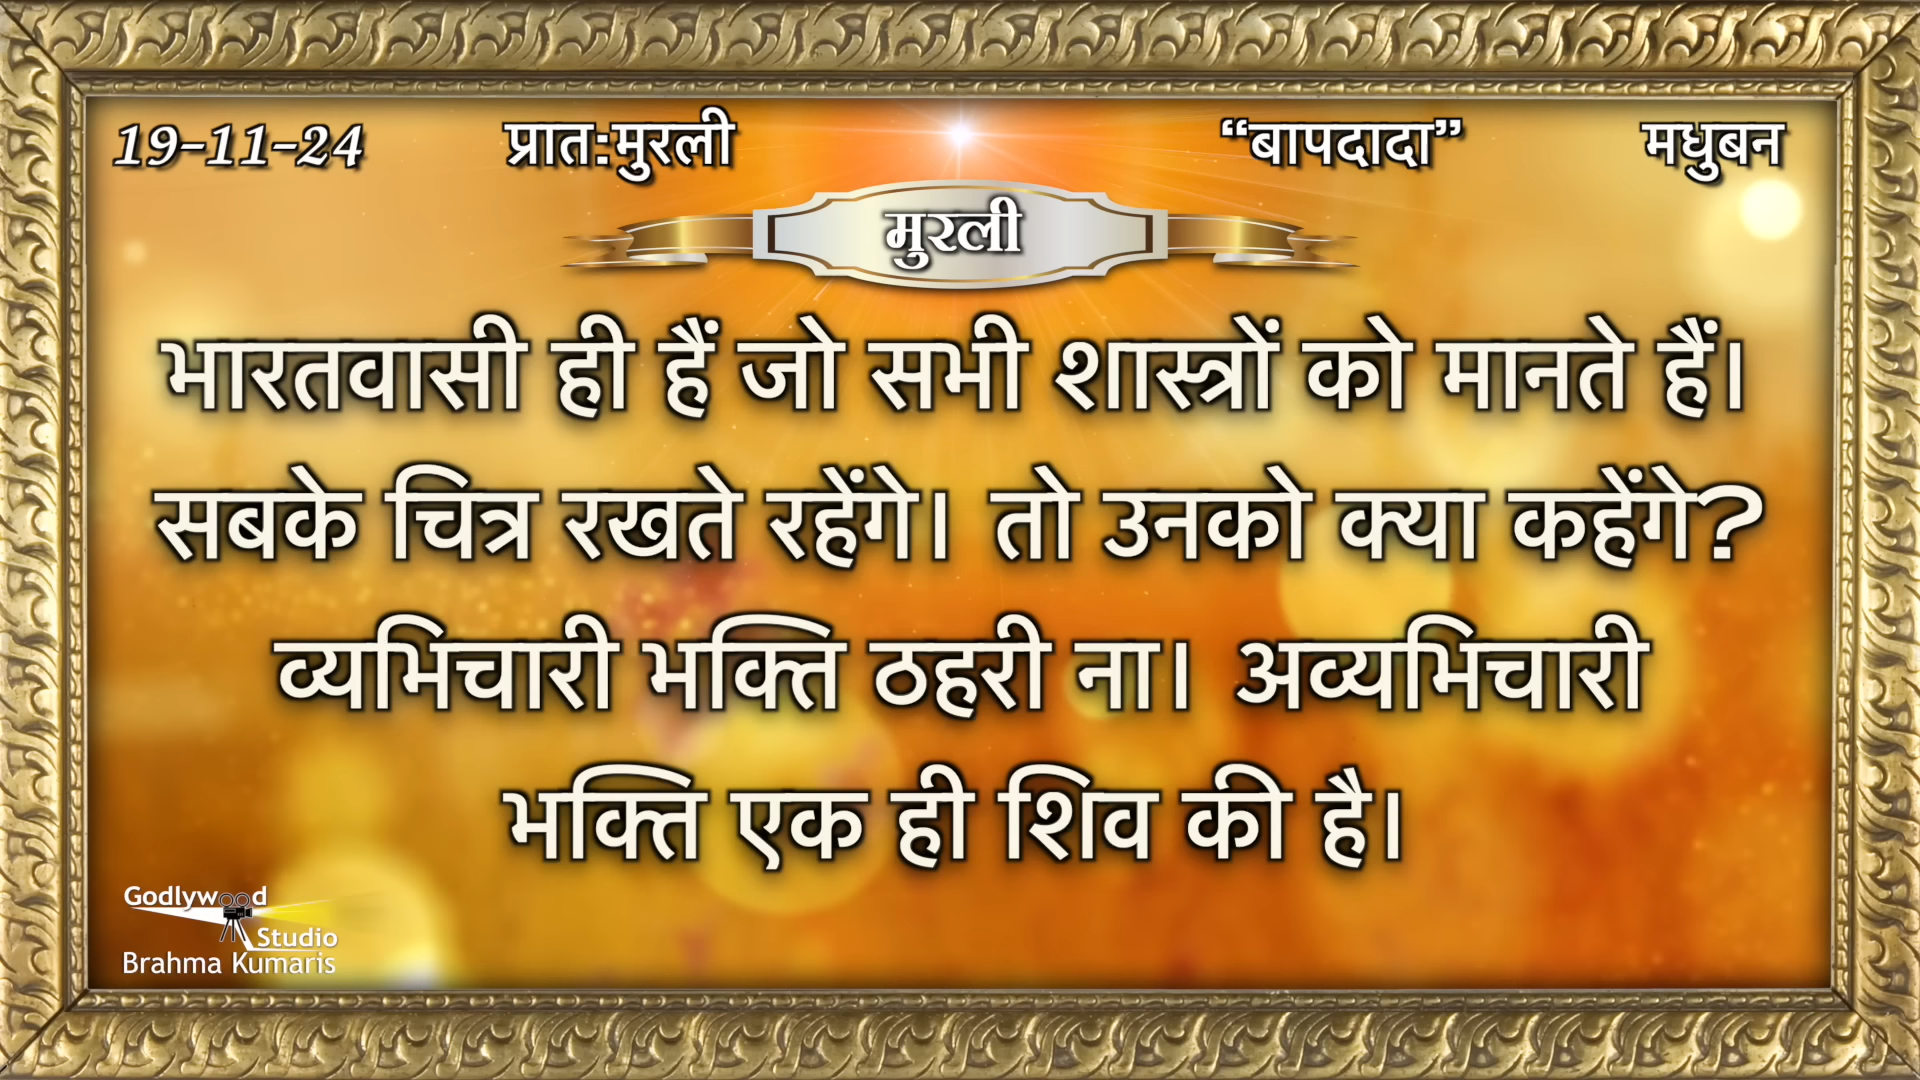 19-11-24 प्रात:मुरली “बापदादा” मधुबन
मुरली
भारतवासी ही हैं जो सभी शास्त्रों को मानते हैं।
सबके चित्र रखते रहेंगे। तो उनको क्या कहेंगे?
व्यभिचारी भक्ति ठहरी ना। अव्यभिचारी
भक्ति एक ही शिव की है।
Godlywood
Studio
Brahma Kumaris